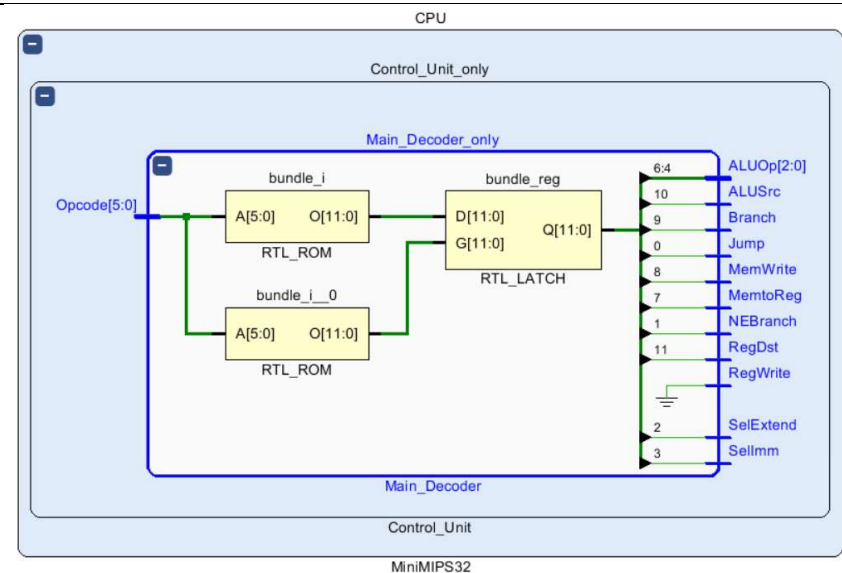 CPU
Control_Unit_only
Main_Decoder_only
Opcode[5:0]
bundle_i
A[5:0] O[11:0]
RTL_ROM
bundle_i__0
A[5:0] O[11:0]
RTL_ROM
bundle_reg
D[11:0]
G[11:0]
Q[11:0]
RTL_LATCH
6:4 ALUOp[2:0]
10 ALUSrc
9 Branch
0 Jump
8 MemWrite
7 MemtoReg
1 NEBranch
11 RegDst
RegWrite
2 SelExtend
3 SelImm
Main_Decoder
Control_Unit
MiniMIPS32